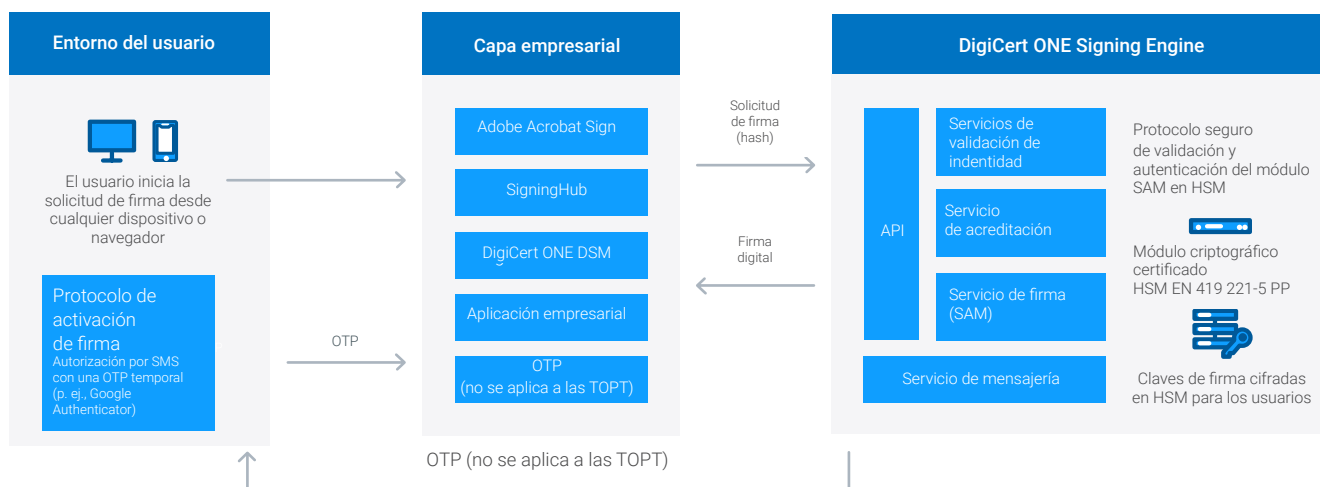 Entorno del usuario
El usuario inicia la
solicitud de firma desde
cualquier dispositivo o
navegador
Protocolo de
activación
de firma
Autorización por SMS
con una OTP temporal
(p. ej., Google
Authenticator)
OTP
Capa empresarial
Adobe Acrobat Sign
SigningHub
DigiCert ONE DSM
Aplicación empresarial
OTP
(no se aplica a las TOPT)
OTP (no se aplica a las TOPT)
Solicitud
de firma
(hash)
Firma
digital
DigiCert ONE Signing Engine
API
Servicios de
validación de
indentidad
Servicio
de acreditación
Servicio de firma
(SAM)
Servicio de mensajería
Protocolo seguro
de validación y
autenticación del módulo
SAM en HSM
Módulo criptográfico
certificado
HSM EN 419 221-5 PP
Claves de firma cifradas
en HSM para los usuarios